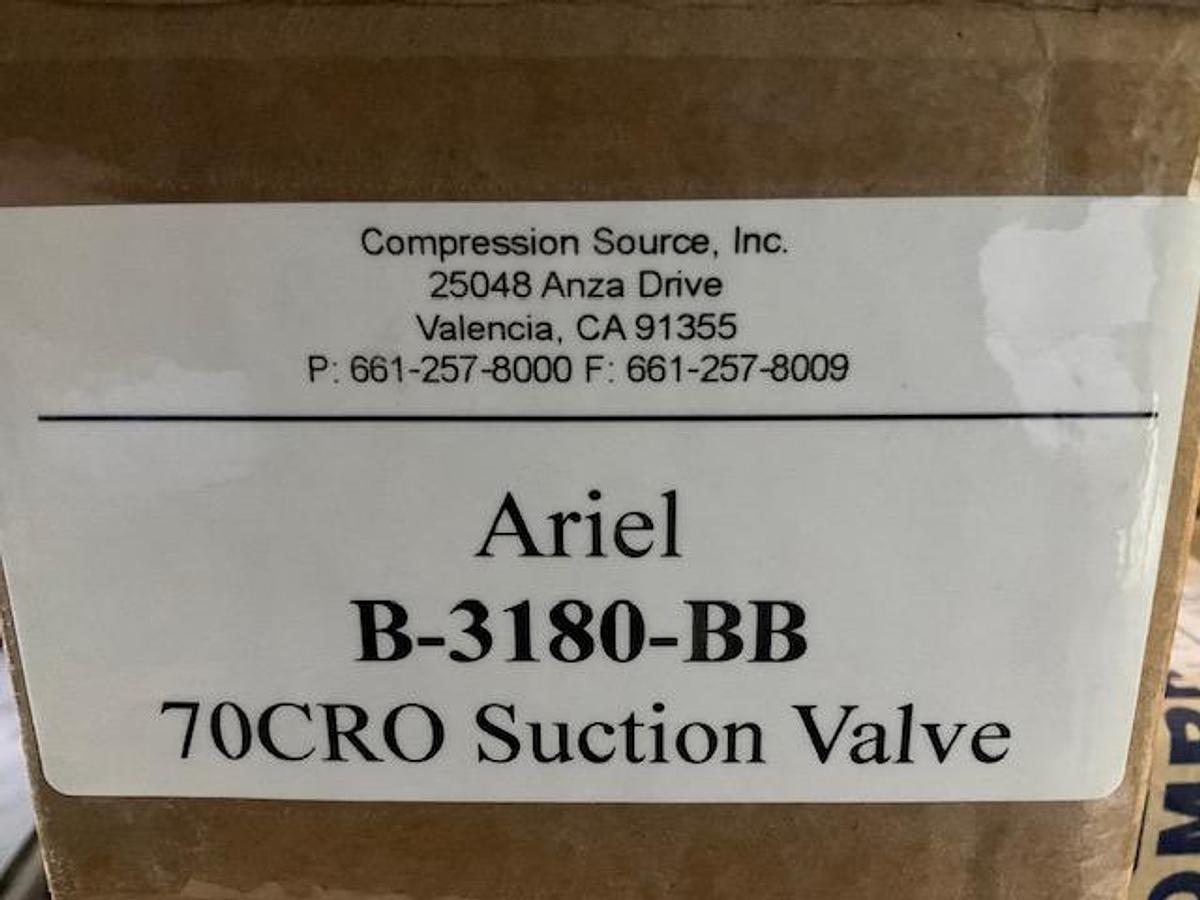 Compression Source, Inc.
25048 Anza Drive
Valencia, CA 91355
P: 661-257-8000 F: 661-257-8009
Ariel
B-3180-BB
70CRO Suction Valve